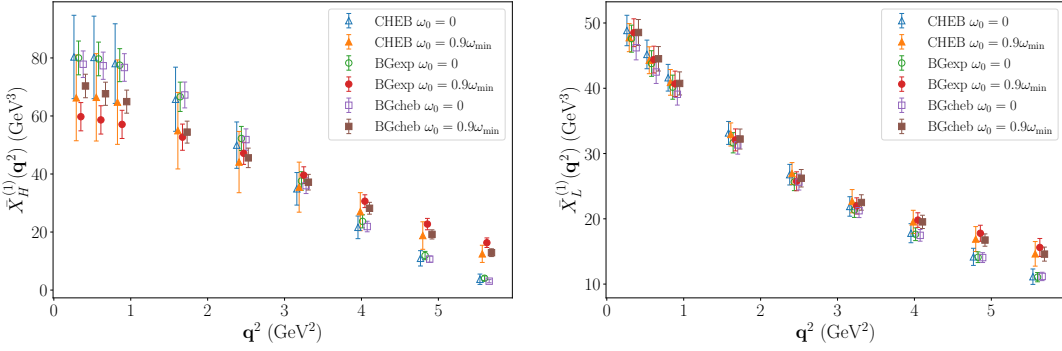 CHEB ω₀ = 0
CHEB ω₀ = 0.9ω_min
BGexp ω₀ = 0
BGexp ω₀ = 0.9ω_min
BGcheb ω₀ = 0
BGcheb ω₀ = 0.9ω_min
X̄_H^(1)(q²) (GeV³)
80
60
40
20
0
0 1 2 3 4 5
q² (GeV²)
CHEB ω₀ = 0
CHEB ω₀ = 0.9ω_min
BGexp ω₀ = 0
BGexp ω₀ = 0.9ω_min
BGcheb ω₀ = 0
BGcheb ω₀ = 0.9ω_min
X̄_L^(1)(q²) (GeV³)
50
40
30
20
10
0 1 2 3 4 5
q² (GeV²)